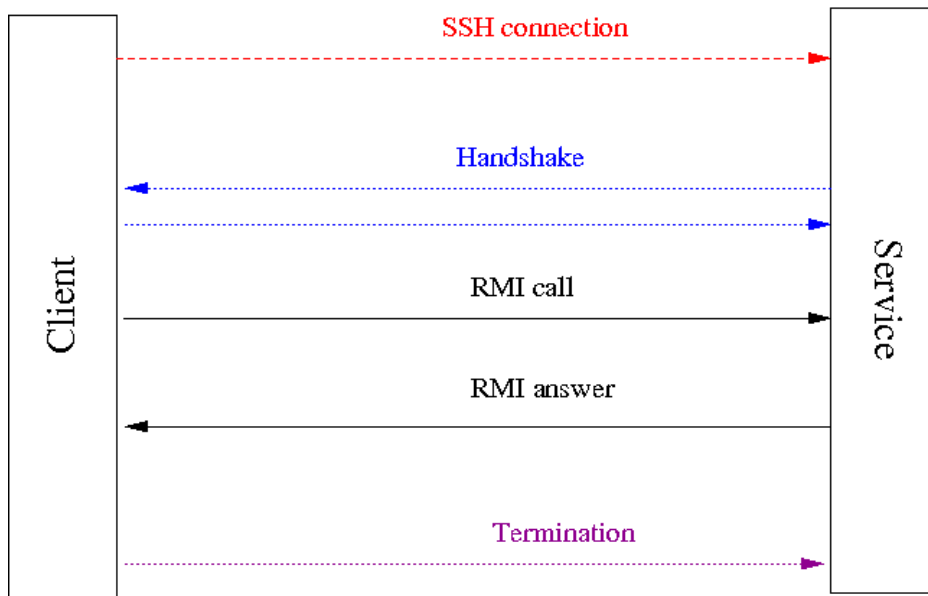 SSH connection
Handshake
Client
Service
RMI call
RMI answer
Termination